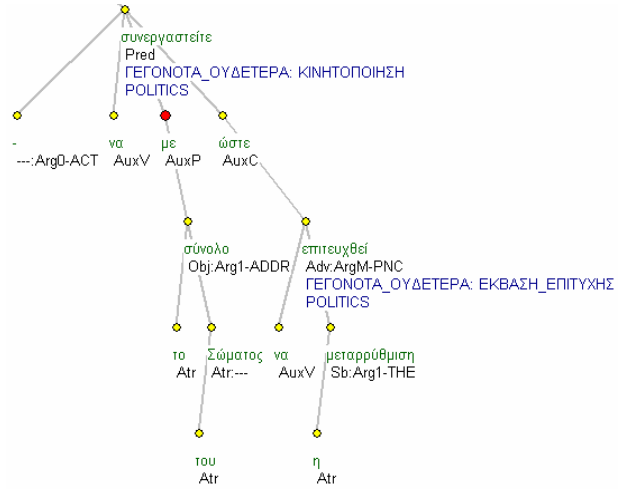 συνεργαστείτε
Pred
ΓΕΓΟΝΟΤΑ_ΟΥΔΕΤΕΡΑ: ΚΙΝΗΤΟΠΟΙΗΣΗ
POLITICS
- να με ώστε
---:Arg0-ACT AuxV AuxP AuxC
σύνολο επιτευχθεί
Obj:Arg1-ADDR Adv:ArgM-PNC
ΓΕΓΟΝΟΤΑ_ΟΥΔΕΤΕΡΑ: ΕΚΒΑΣΗ_ΕΠΙΤΥΧΗΣ
POLITICS
το Σώματος να μεταρρύθμιση
Atr Atr:--- AuxV Sb:Arg1-THE
του η
Atr Atr